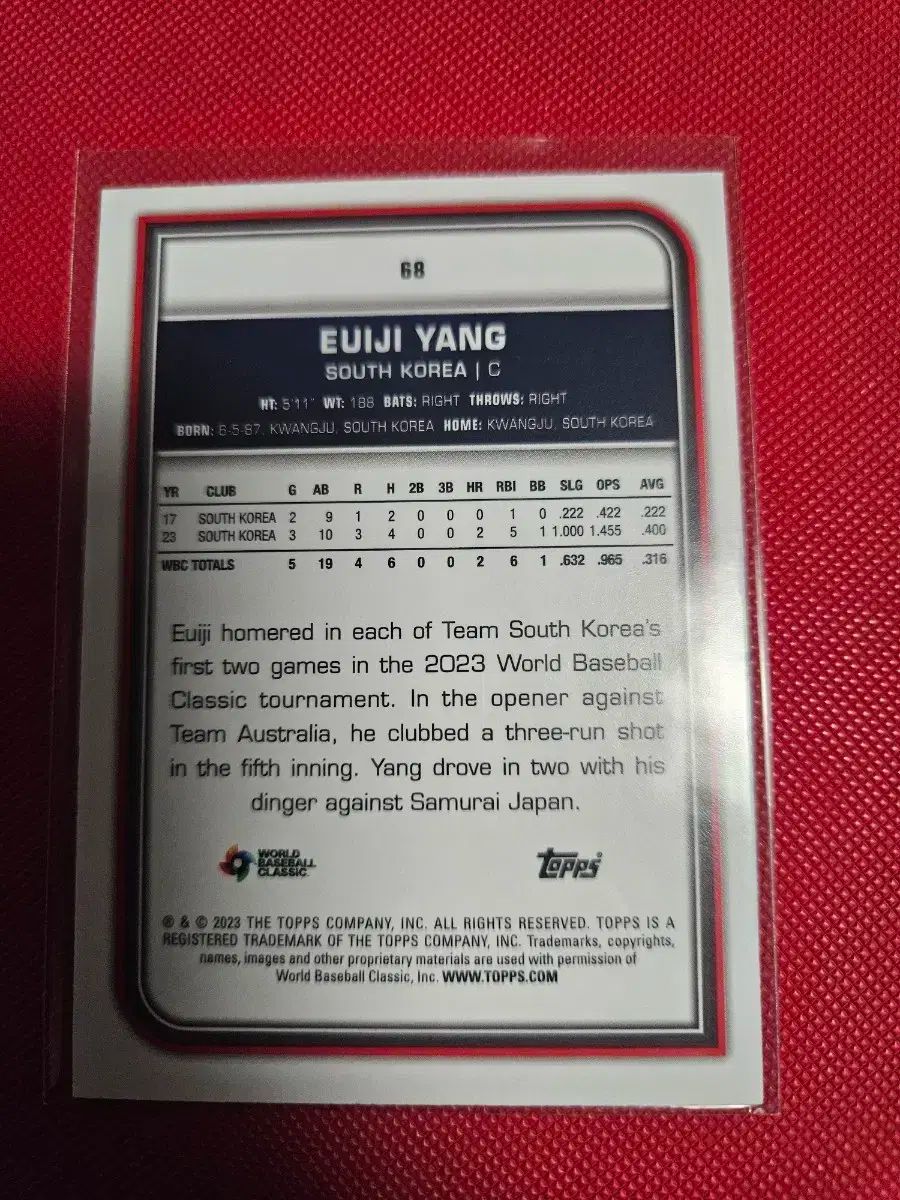 68
EUIJI YANG
SOUTH KOREA | C
HT: 5'11" WT: 188 BATS: RIGHT THROWS: RIGHT
BORN: 6-5-87, KWANGJU, SOUTH KOREA HOME: KWANGJU, SOUTH KOREA
YR CLUB G AB R H 2B 3B HR RBI BB SLG OPS AVG
17 SOUTH KOREA 2 9 1 2 0 0 0 1 0 .222 .422 .222
23 SOUTH KOREA 3 10 3 4 0 0 2 5 1 1.000 1.455 .400
WBC TOTALS 5 19 4 6 0 0 2 6 1 .632 .965 .316
Euiji homered in each of Team South Korea's
first two games in the 2023 World Baseball
Classic tournament. In the opener against
Team Australia, he clubbed a three-run shot
in the fifth inning. Yang drove in two with his
dinger against Samurai Japan.
WORLD
BASEBALL
CLASSIC
topps
® & © 2023 THE TOPPS COMPANY, INC. ALL RIGHTS RESERVED. TOPPS IS A
REGISTERED TRADEMARK OF THE TOPPS COMPANY, INC. Trademarks, copyrights,
names, images and other proprietary materials are used with permission of
World Baseball Classic, Inc. WWW.TOPPS.COM